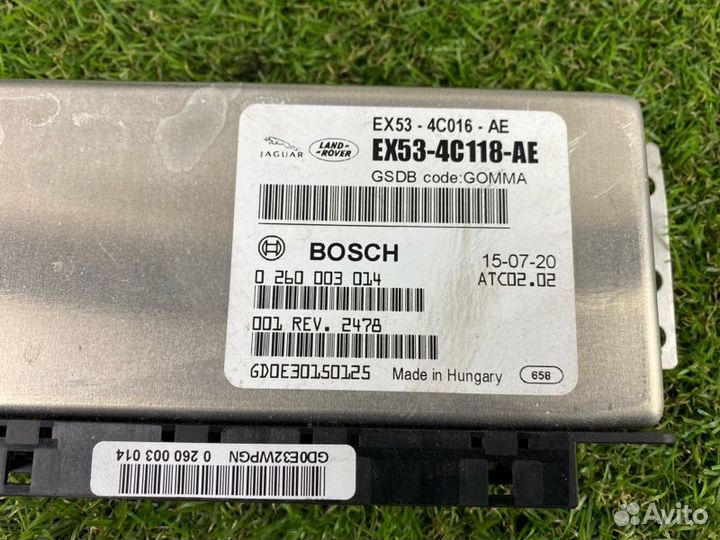 EX53 - 4C016 - AE
JAGUAR
LAND-ROVER
EX53-4C118-AE
GSDB code:GOMMA
BOSCH
15-07-20
0 260 003 014
ATC02.02
001 REV. 2478
GD0E30150125
Made in Hungary
658
GD0E32WPGN
0 260 003 014
Avito